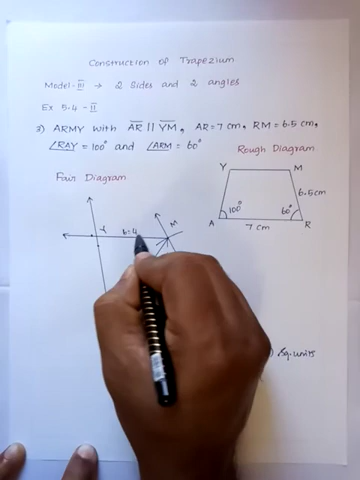 Construction of Trapezium
Model-III → 2 Sides and 2 angles
Ex 5.4 - II
3) ARMY with AR || YM, AR = 7 cm, RM = 6.5 cm,
∠RAY = 100° and ∠ARM = 60°
Rough Diagram
Fair Diagram
Y M
6.5cm
100° 60°
A 7 cm R
Y 6.4 M
Sq. units